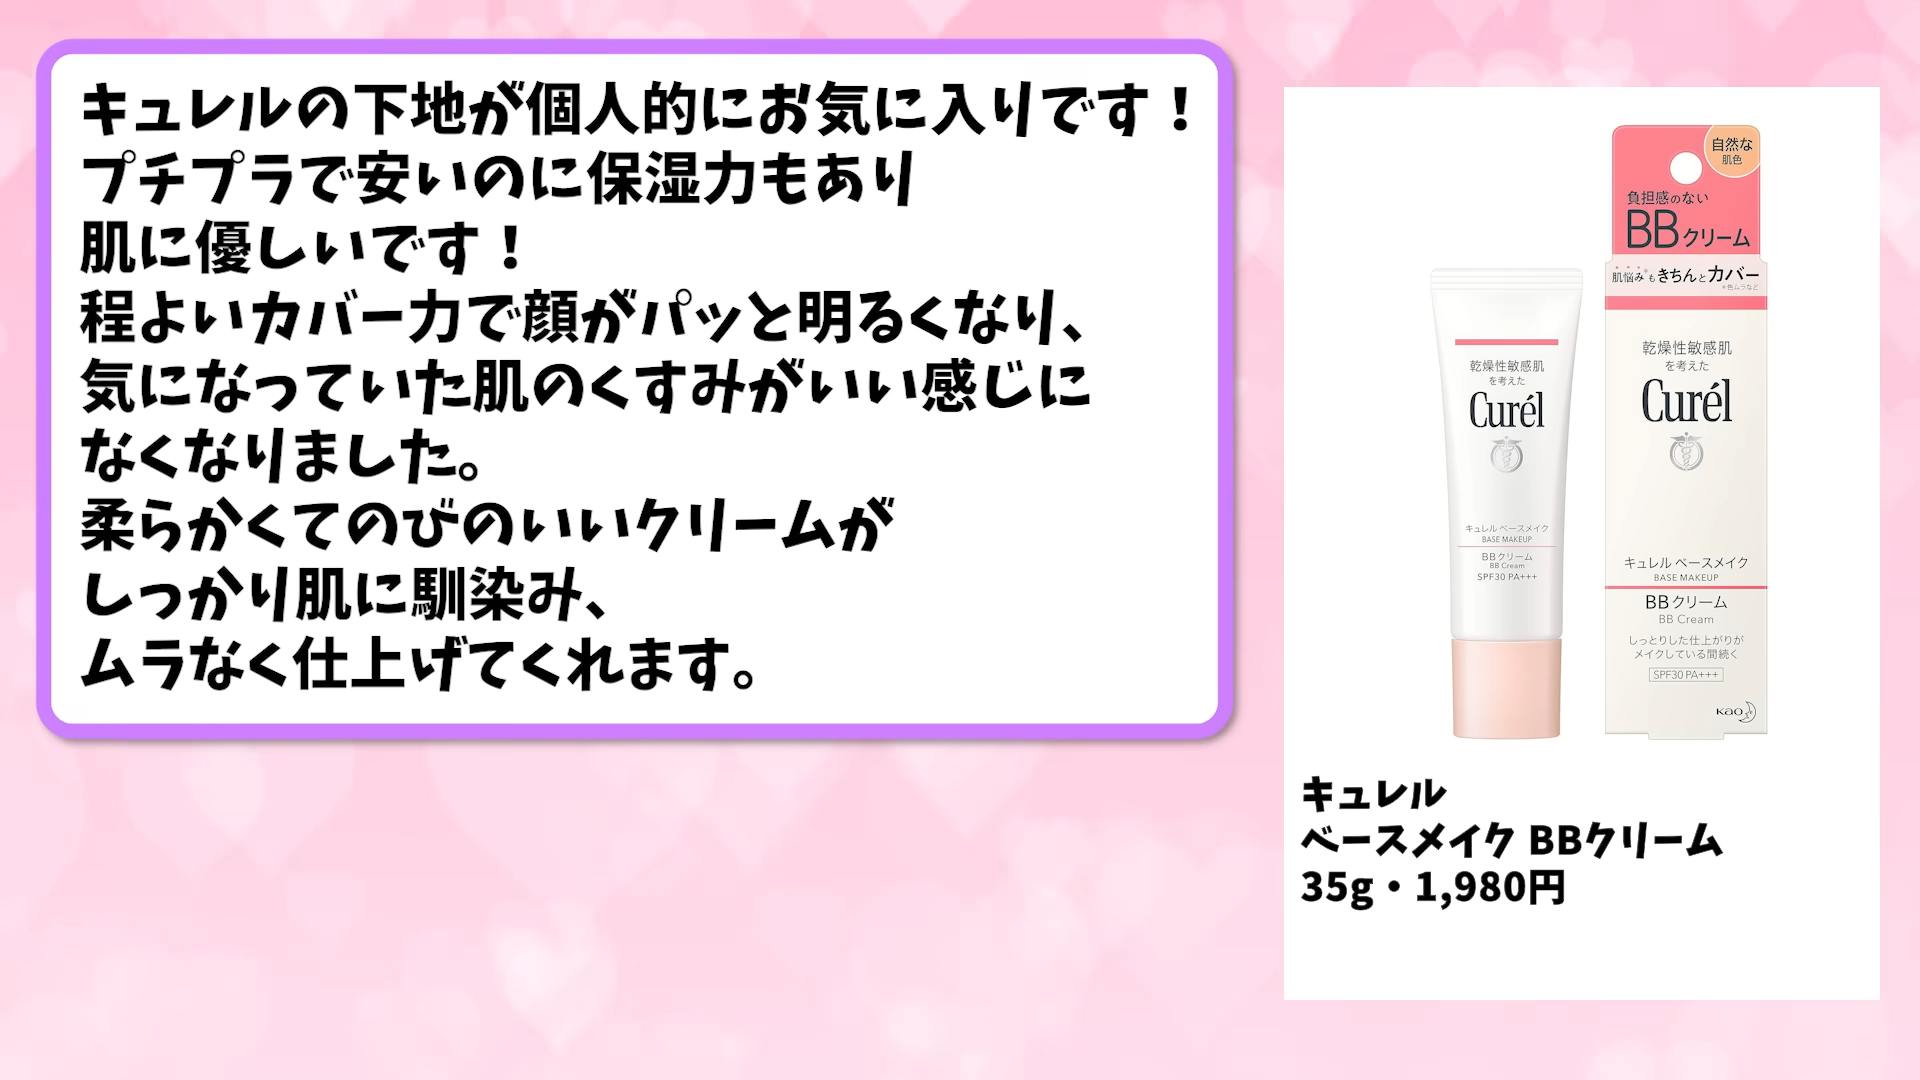 キュレルの下地が個人的にお気に入りです！
プチプラで安いのに保湿力もあり
肌に優しいです！
程よいカバー力で顔がパッと明るくなり、
気になっていた肌のくすみがいい感じに
なくなりました。
柔らかくてのびのいいクリームが
しっかり肌に馴染み、
ムラなく仕上げてくれます。
自然な
肌色
負担感のない
BBクリーム
肌悩み*もきちんとカバー
*色ムラなど
乾燥性敏感肌
を考えた
Curél
キュレル ベースメイク
BASE MAKEUP
BBクリーム
BB Cream
SPF30 PA+++
乾燥性敏感肌
を考えた
Curél
キュレル ベースメイク
BASE MAKEUP
BBクリーム
BB Cream
しっとりした仕上がりが
メイクしている間続く
SPF30 PA+++
Kao
キュレル
ベースメイク BBクリーム
35g・1,980円